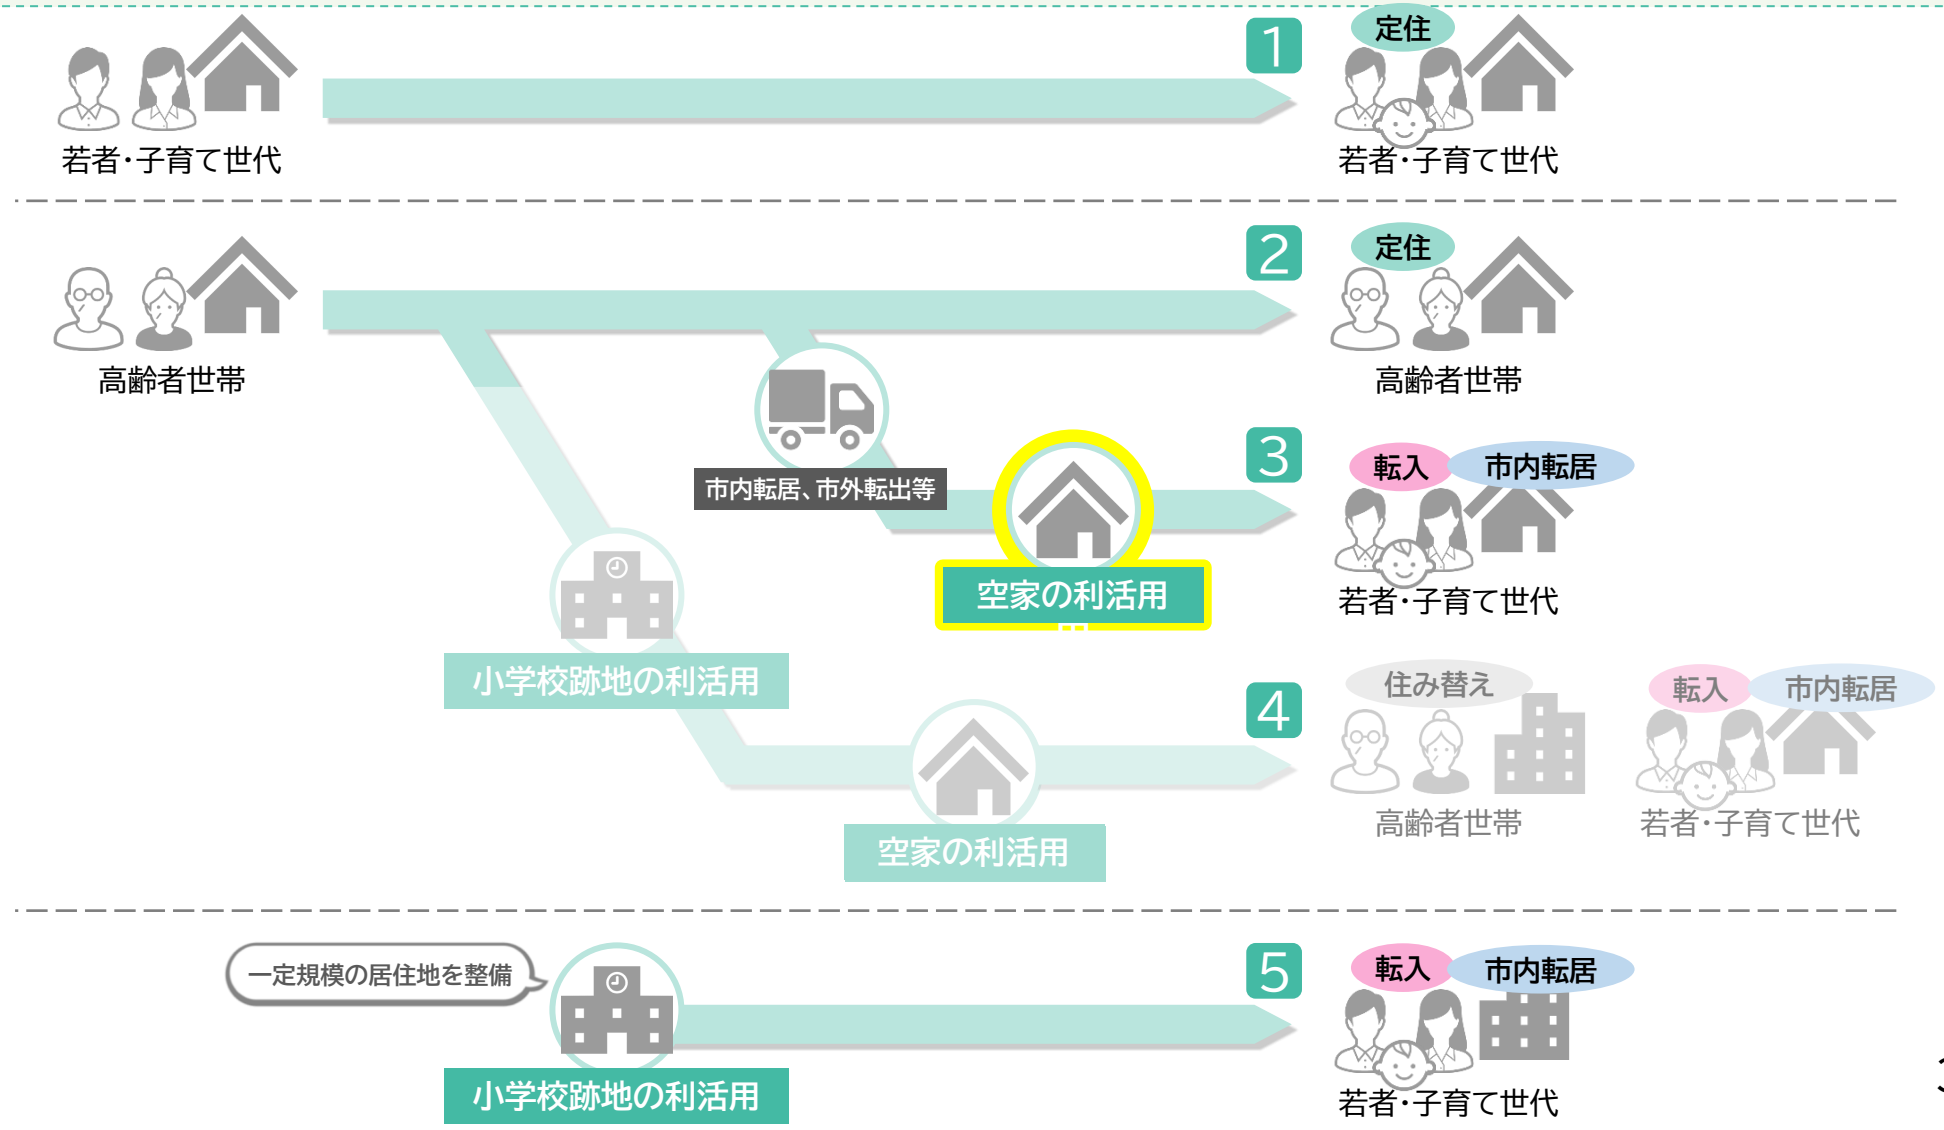 1
定住
若者・子育て世代
若者・子育て世代
2
定住
高齢者世帯
高齢者世帯
市内転居、市外転出等
3
転入
市内転居
空家の利活用
若者・子育て世代
小学校跡地の利活用
4
住み替え
転入
市内転居
高齢者世帯
若者・子育て世代
空家の利活用
一定規模の居住地を整備
5
転入
市内転居
小学校跡地の利活用
若者・子育て世代